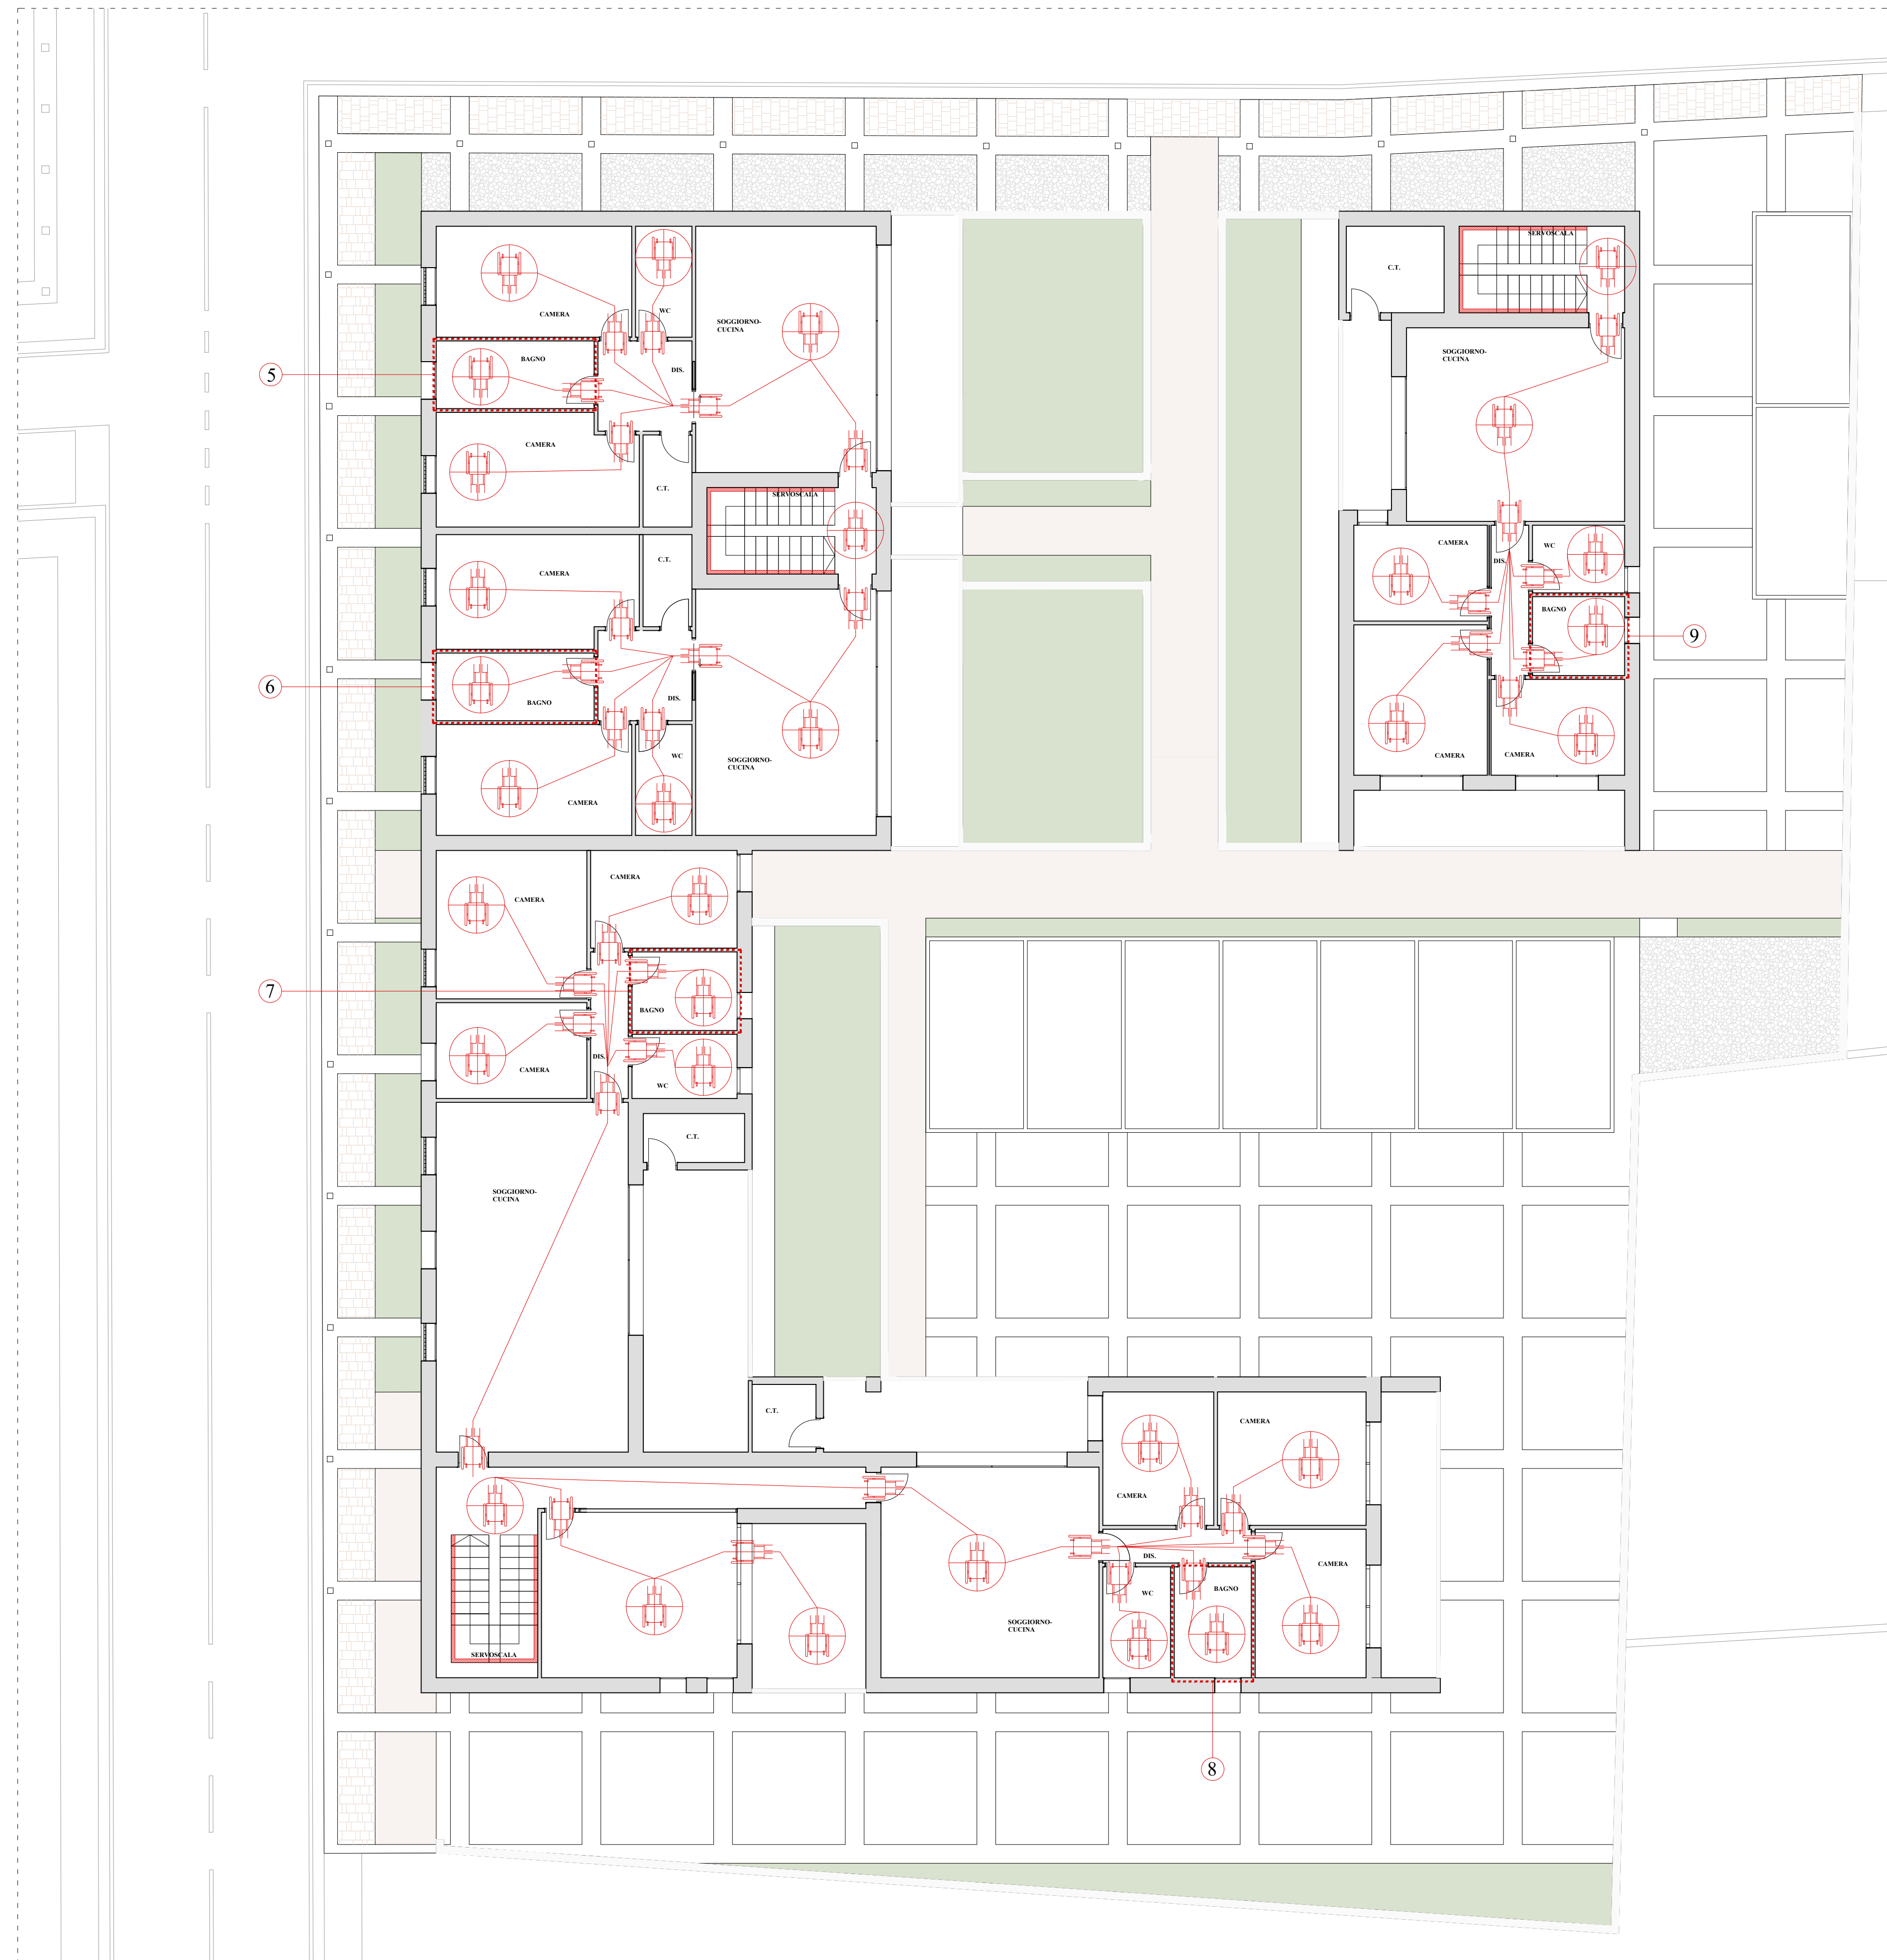 SERVOSCALA
C.T.
CAMERA
WC
SOGGIORNO-
CUCINA
SOGGIORNO-
CUCINA
BAGNO
DIS.
5
CAMERA
C.T.
SERVOSCALA
CAMERA
C.T.
CAMERA
WC
DIS.
BAGNO
9
6
BAGNO
DIS.
WC
SOGGIORNO-
CUCINA
CAMERA
CAMERA
CAMERA
CAMERA
CAMERA
7
BAGNO
DIS.
CAMERA
WC
C.T.
SOGGIORNO-
CUCINA
C.T.
CAMERA
CAMERA
DIS.
CAMERA
WC
BAGNO
SOGGIORNO-
CUCINA
SERVOSCALA
8